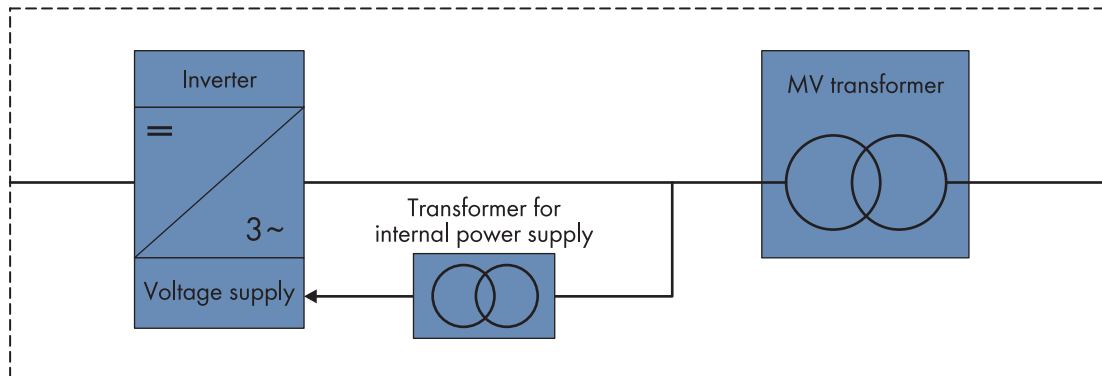 Inverter
MV transformer
=
3~
Transformer for
internal power supply
Voltage supply